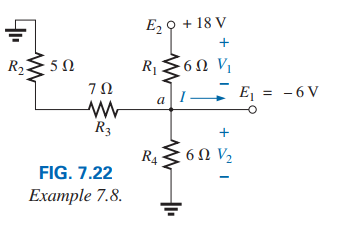 E₂ + 18 V
+
R₂ 5 Ω R₁ 6 Ω V₁
−
7 Ω a I E₁ = − 6 V
R₃
+
R₄ 6 Ω V₂
−
FIG. 7.22
Example 7.8.